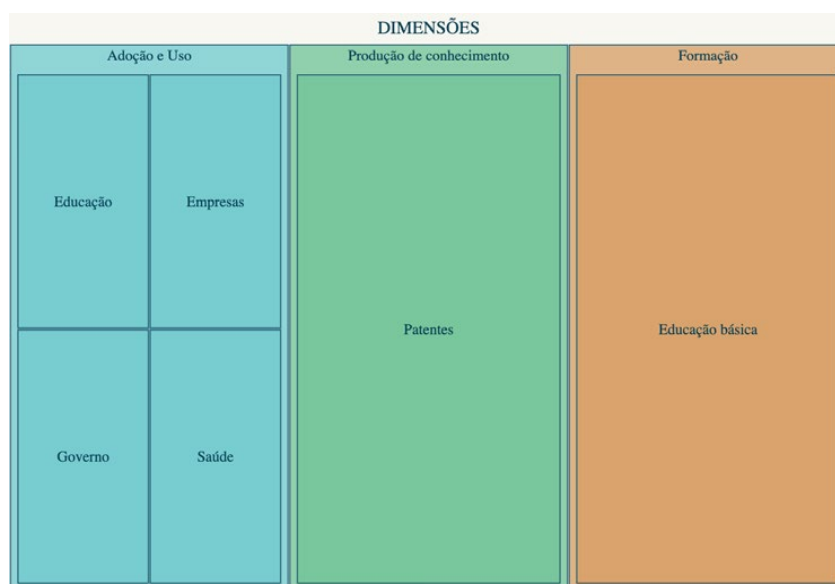 DIMENSÕES
Adoção e Uso
Produção de conhecimento
Formação
Educação
Empresas
Governo
Saúde
Patentes
Educação básica